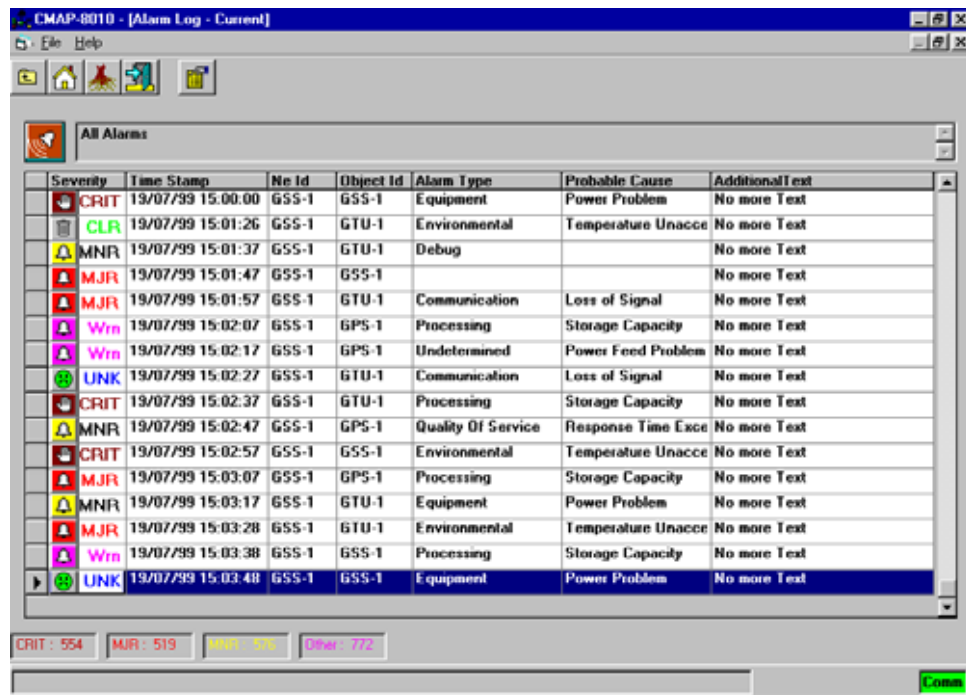 CMAP-8010 - [Alarm Log - Current]
File Help
All Alarms
Severity Time Stamp Ne Id Object Id Alarm Type Probable Cause AdditionalText
CRIT 19/07/99 15:00:00 GSS-1 GSS-1 Equipment Power Problem No more Text
CLR 19/07/99 15:01:26 GSS-1 GTU-1 Environmental Temperature Unacce No more Text
MNR 19/07/99 15:01:37 GSS-1 GTU-1 Debug No more Text
MJR 19/07/99 15:01:47 GSS-1 GSS-1 No more Text
MJR 19/07/99 15:01:57 GSS-1 GTU-1 Communication Loss of Signal No more Text
Wrn 19/07/99 15:02:07 GSS-1 GPS-1 Processing Storage Capacity No more Text
Wrn 19/07/99 15:02:17 GSS-1 GPS-1 Undetermined Power Feed Problem No more Text
UNK 19/07/99 15:02:27 GSS-1 GTU-1 Communication Loss of Signal No more Text
CRIT 19/07/99 15:02:37 GSS-1 GTU-1 Processing Storage Capacity No more Text
MNR 19/07/99 15:02:47 GSS-1 GPS-1 Quality Of Service Response Time Exce No more Text
CRIT 19/07/99 15:02:57 GSS-1 GSS-1 Environmental Temperature Unacce No more Text
MJR 19/07/99 15:03:07 GSS-1 GPS-1 Processing Storage Capacity No more Text
MNR 19/07/99 15:03:17 GSS-1 GTU-1 Equipment Power Problem No more Text
MJR 19/07/99 15:03:28 GSS-1 GTU-1 Environmental Temperature Unacce No more Text
Wrn 19/07/99 15:03:38 GSS-1 GSS-1 Processing Storage Capacity No more Text
UNK 19/07/99 15:03:48 GSS-1 GSS-1 Equipment Power Problem No more Text
CRIT : 554 MJR : 519 MNR : 576 Other : 772
Comm